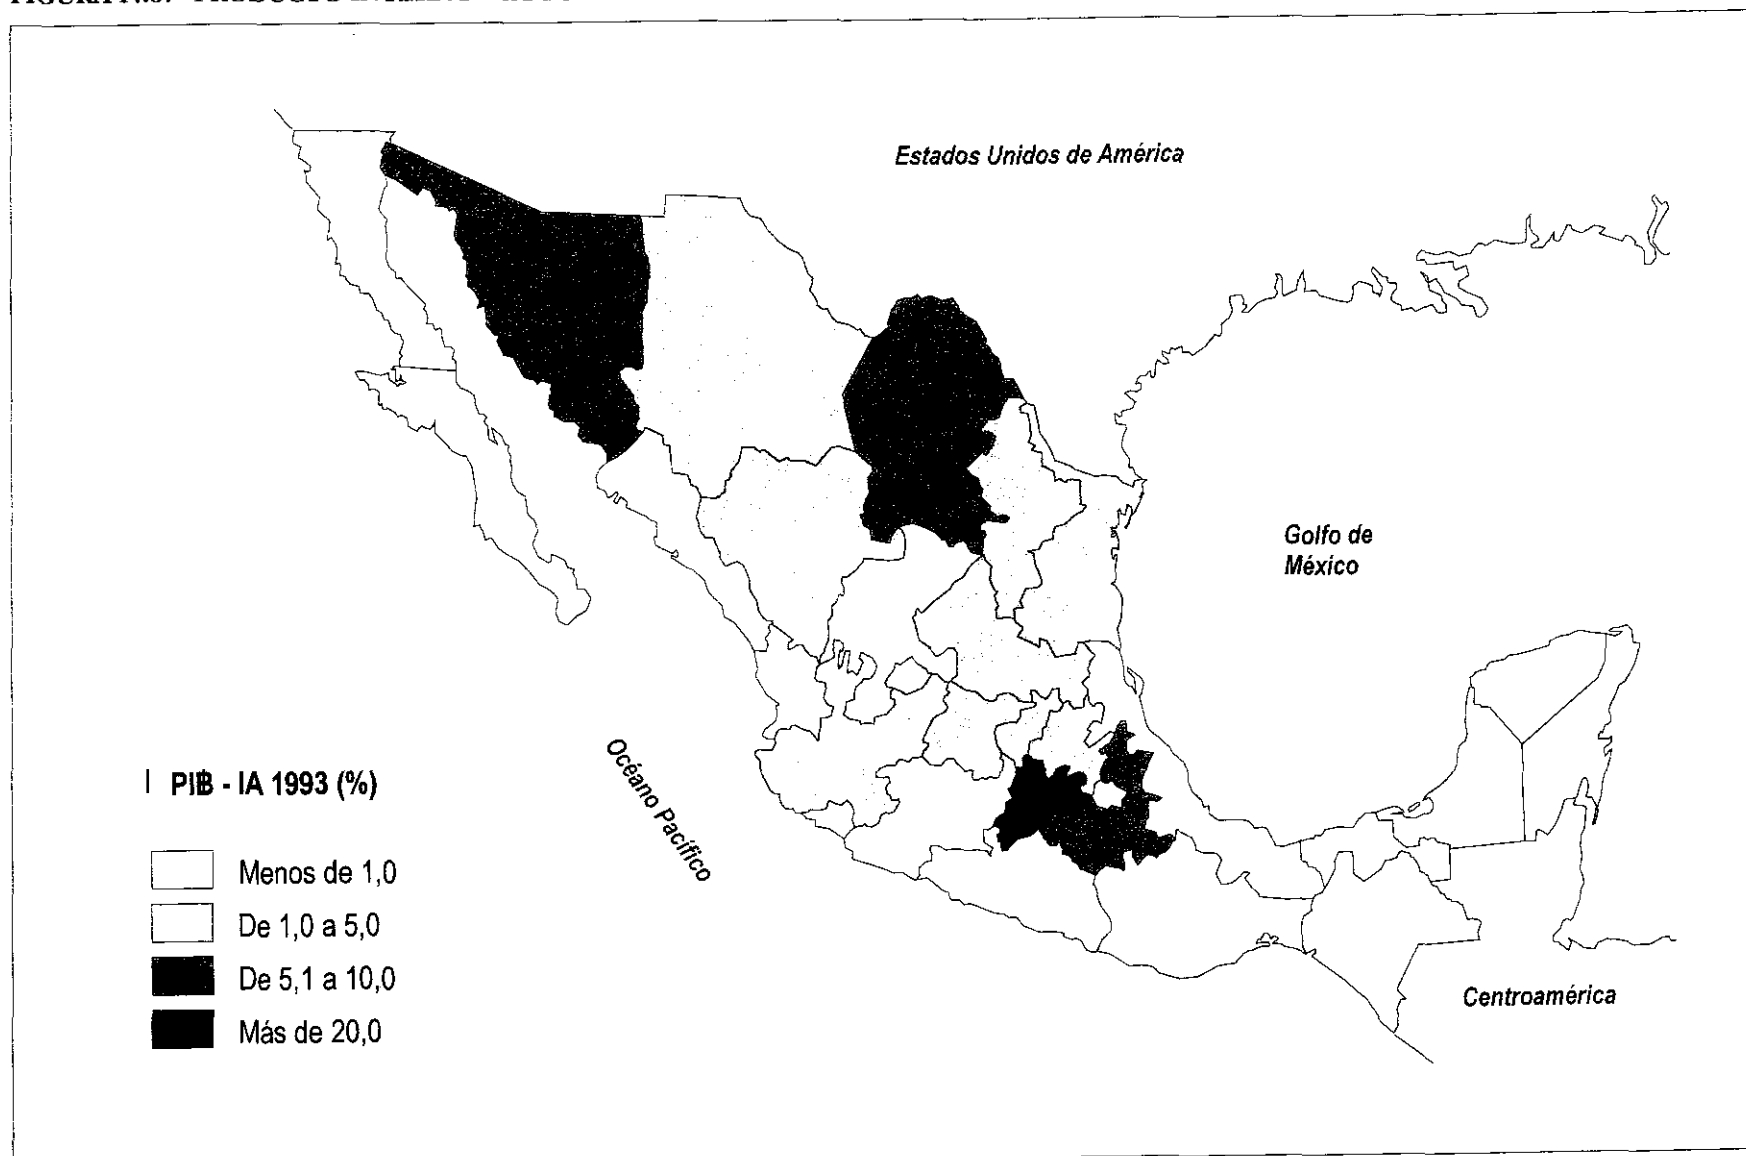 Estados Unidos de América
Golfo de
México
Océano Pacífico
PIB - IA 1993 (%)
Menos de 1,0
De 1,0 a 5,0
De 5,1 a 10,0
Más de 20,0
Centroamérica